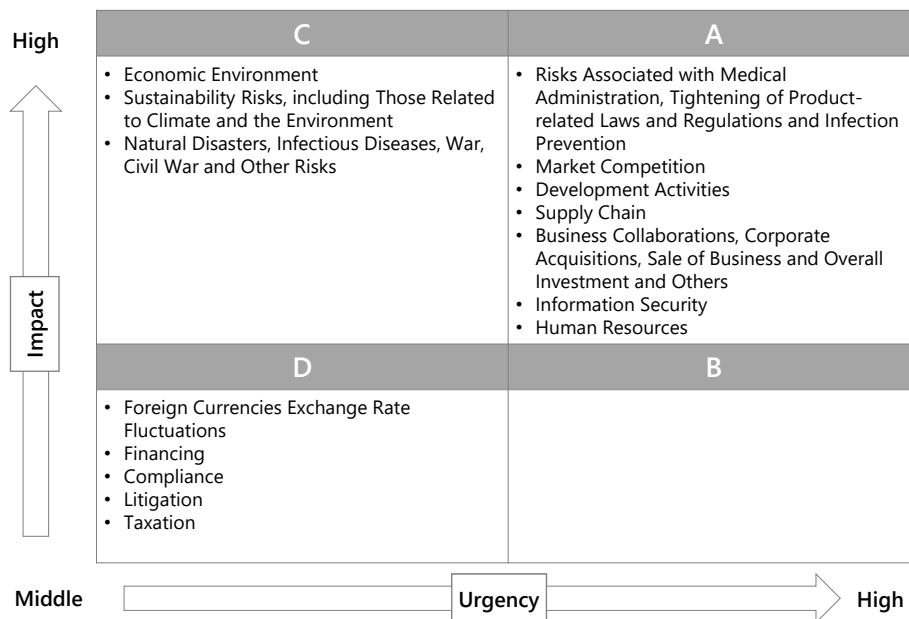 High
C
A
• Economic Environment
• Sustainability Risks, including Those Related
to Climate and the Environment
• Natural Disasters, Infectious Diseases, War,
Civil War and Other Risks
• Risks Associated with Medical
Administration, Tightening of Product-
related Laws and Regulations and Infection
Prevention
• Market Competition
• Development Activities
• Supply Chain
• Business Collaborations, Corporate
Acquisitions, Sale of Business and Overall
Investment and Others
• Information Security
• Human Resources
Impact
D
B
• Foreign Currencies Exchange Rate
Fluctuations
• Financing
• Compliance
• Litigation
• Taxation
Middle
Urgency
High